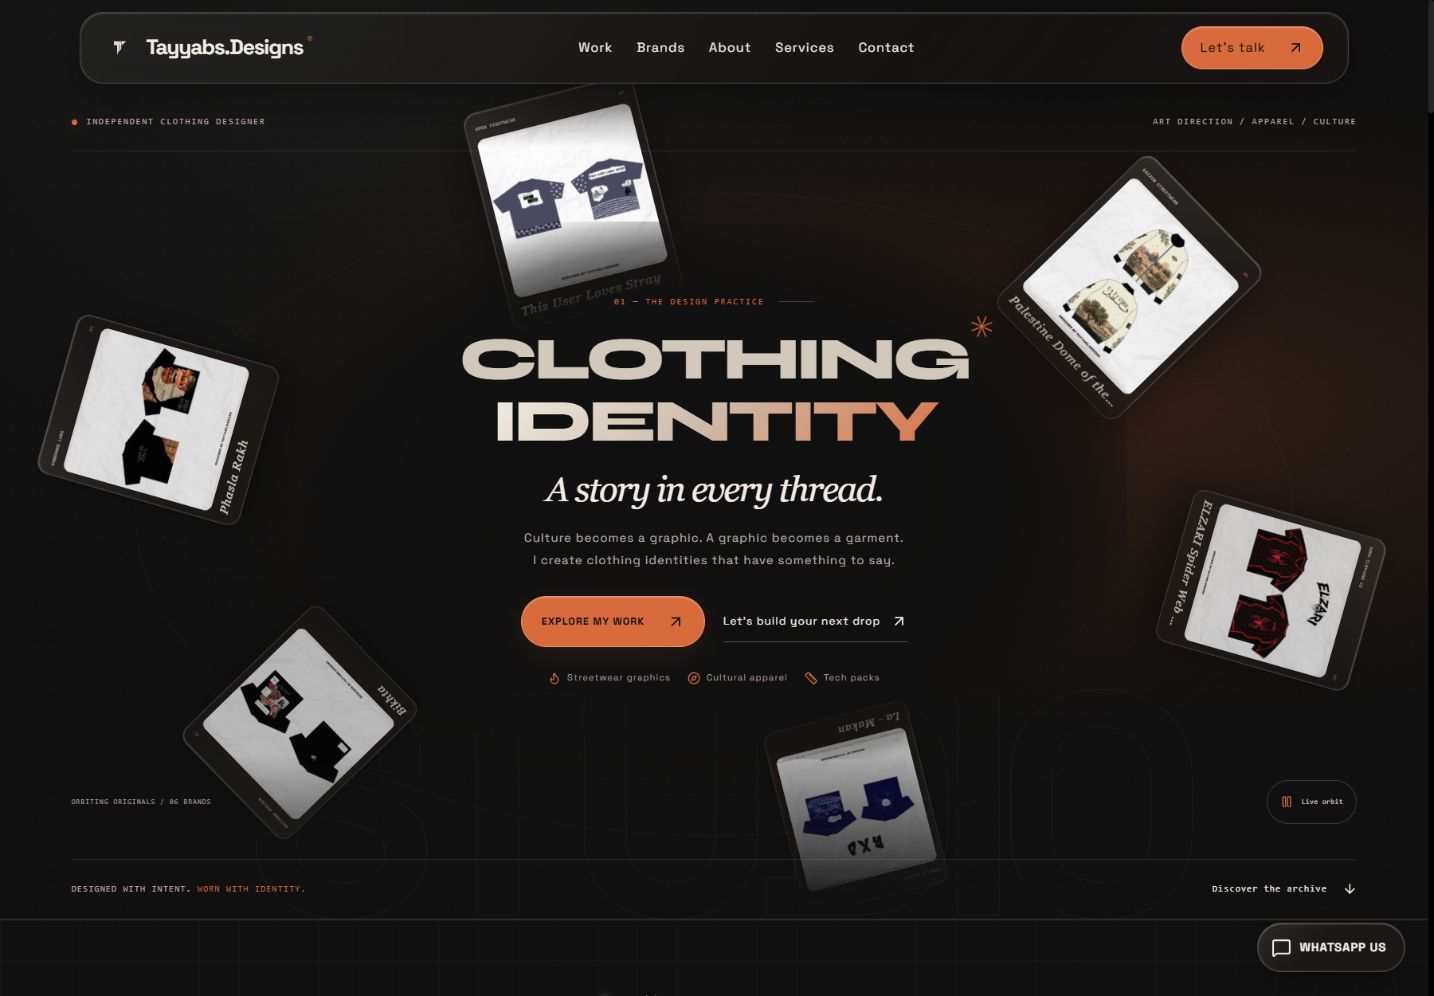 Tayyabs.Designs
Work
Brands
About
Services
Contact
Let's talk
INDEPENDENT CLOTHING DESIGNER
ART DIRECTION / APPAREL / CULTURE
This User Loves Stray
Palestine Dome of the...
Phasla Rakh
ELZARI Spider Web ...
ELZARI
Bikhta
La - Makan
01 — THE DESIGN PRACTICE
CLOTHING
IDENTITY
A story in every thread.
Culture becomes a graphic. A graphic becomes a garment.
I create clothing identities that have something to say.
EXPLORE MY WORK
Let's build your next drop
Streetwear graphics
Cultural apparel
Tech packs
STUDIO
ORBITING ORIGINALS / 06 BRANDS
Live orbit
DESIGNED WITH INTENT. WORN WITH IDENTITY.
Discover the archive
WHATSAPP US